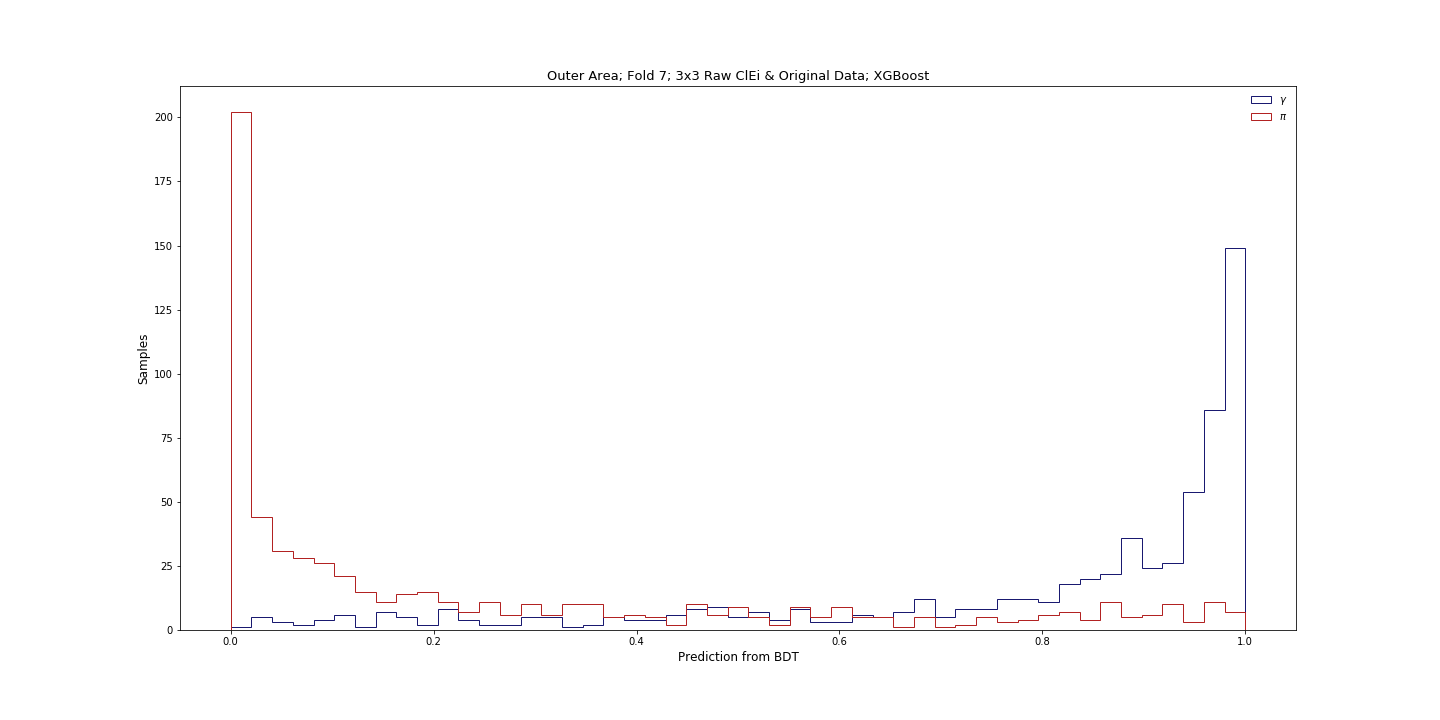 Outer Area; Fold 7; 3x3 Raw ClEi & Original Data; XGBoost
γ
π
200
175
150
125
100
75
50
25
0
Samples
0.0 0.2 0.4 0.6 0.8 1.0
Prediction from BDT